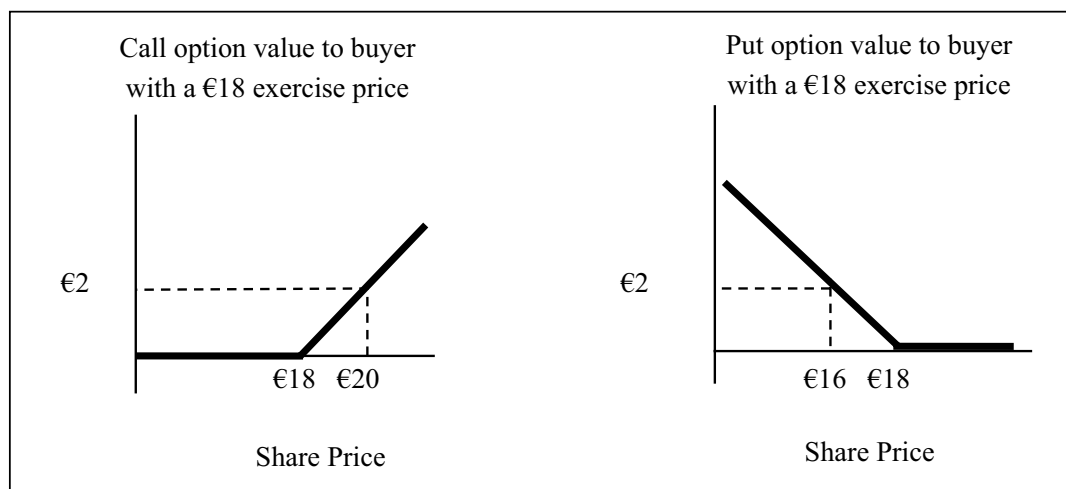 Call option value to buyer
with a €18 exercise price
€2
€18
€20
Share Price
Put option value to buyer
with a €18 exercise price
€2
€16
€18
Share Price